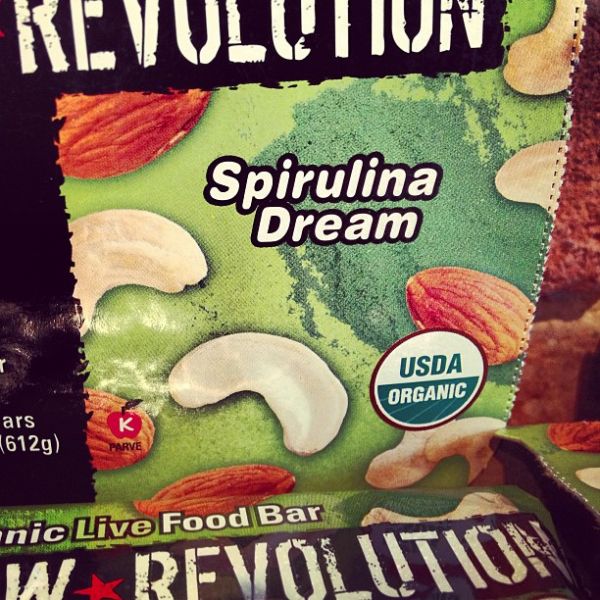 REVOLUTION
Spirulina
Dream
USDA
ORGANIC
r
ars
(612g)
K
PARVE
nic Live Food Bar
W★REVOLUTION